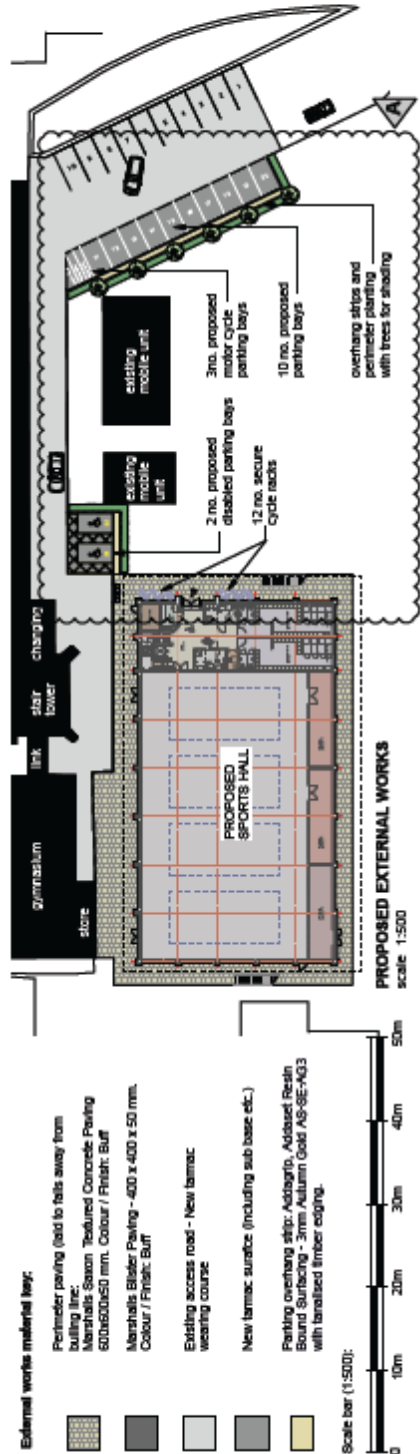 External works material key:
Perimeter paving (laid to falls away from
builing line:
Marshalls Saxon Textured Concrete Paving
600x600x50 mm. Colour / Finish: Buff
Marshalls Blister Paving - 400 x 400 x 50 mm.
Colour / Finish: Buff
Existing access road - New tarmac
wearing course
New tarmac surafce (including sub base etc.)
Parking overhang strip: Addagrip, Addaset Resin
Bound Surfacing - 3mm Autumn Gold AS-BE-AG3
with tanalised timber edging.
Scale bar (1:500):
0
10m
20m
30m
40m
50m
gymnasium
store
link
stair
tower
changing
PROPOSED
SPORTS HALL
existing
mobile
unit
existing
mobile unit
2 no. proposed
disabled parking bays
12 no. secure
cycle racks
3no. proposed
motor cycle
parking bays
10 no. proposed
parking bays
overhang strips and
perimeter planting
with trees for shading
A
PROPOSED EXTERNAL WORKS
scale 1:500